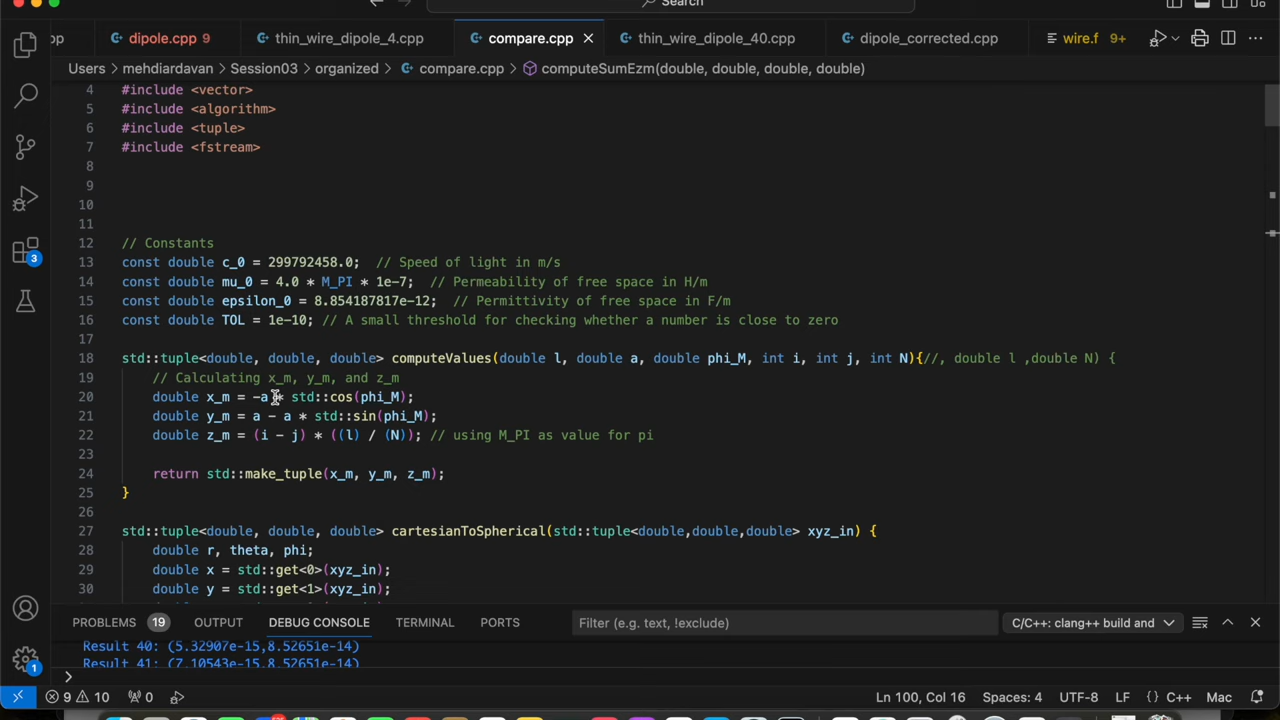 Search
pp
dipole.cpp 9
thin_wire_dipole_4.cpp
compare.cpp
thin_wire_dipole_40.cpp
dipole_corrected.cpp
wire.f 9+
Users > mehdiardavan > Session03 > organized > compare.cpp > computeSumEzm(double, double, double, double)
4 #include <vector>
5 #include <algorithm>
6 #include <tuple>
7 #include <fstream>
8
9
10
11
12 // Constants
13 const double c_0 = 299792458.0; // Speed of light in m/s
14 const double mu_0 = 4.0 * M_PI * 1e-7; // Permeability of free space in H/m
15 const double epsilon_0 = 8.854187817e-12; // Permittivity of free space in F/m
16 const double TOL = 1e-10; // A small threshold for checking whether a number is close to zero
17
18 std::tuple<double, double, double> computeValues(double l, double a, double phi_M, int i, int j, int N){//, double l ,double N) {
19 // Calculating x_m, y_m, and z_m
20 double x_m = -a * std::cos(phi_M);
21 double y_m = a - a * std::sin(phi_M);
22 double z_m = (i - j) * ((l) / (N)); // using M_PI as value for pi
23
24 return std::make_tuple(x_m, y_m, z_m);
25 }
26
27 std::tuple<double, double, double> cartesianToSpherical(std::tuple<double,double,double> xyz_in) {
28 double r, theta, phi;
29 double x = std::get<0>(xyz_in);
30 double y = std::get<1>(xyz_in);
3
PROBLEMS 19
OUTPUT
DEBUG CONSOLE
TERMINAL
PORTS
Filter (e.g. text, !exclude)
C/C++: clang++ build and
Result 40: (5.32907e-15,8.52651e-14)
Result 41: (7.10543e-15,8.52651e-14)
>
1
9 10 0
Ln 100, Col 16
Spaces: 4
UTF-8
LF
{} C++
Mac